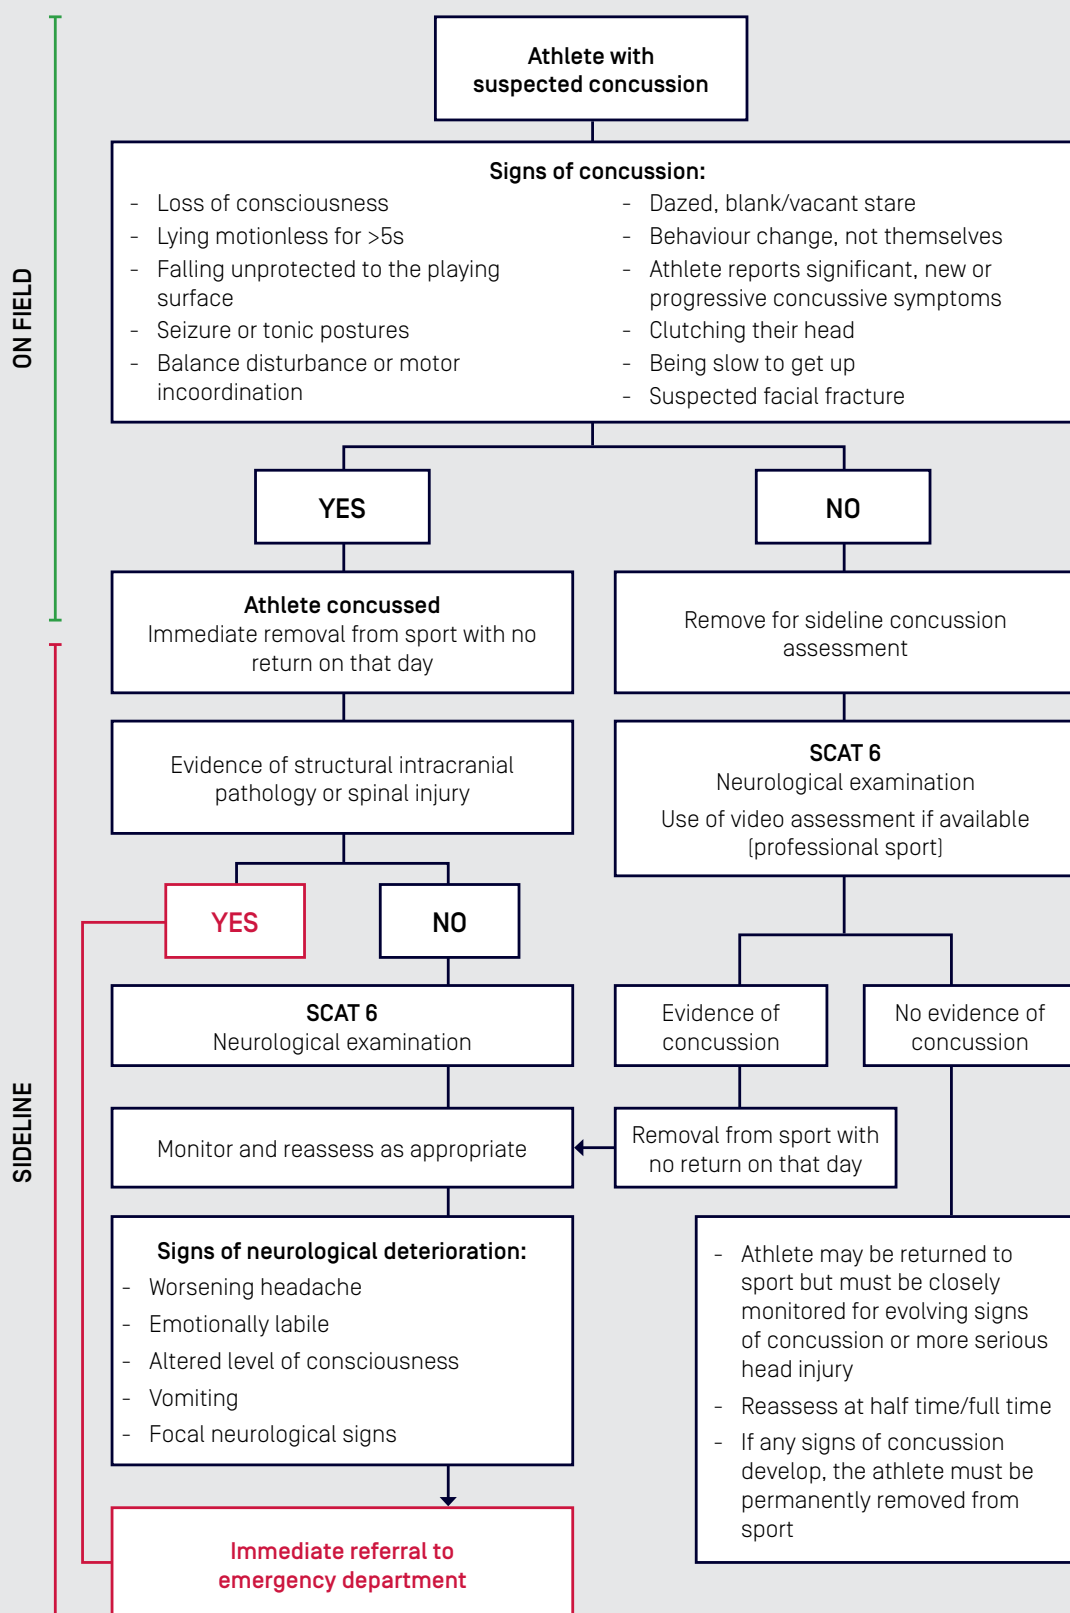 ON FIELD
Athlete with
suspected concussion
Signs of concussion:
- Loss of consciousness
- Lying motionless for >5s
- Falling unprotected to the playing
surface
- Seizure or tonic postures
- Balance disturbance or motor
incoordination
- Dazed, blank/vacant stare
- Behaviour change, not themselves
- Athlete reports significant, new or
progressive concussive symptoms
- Clutching their head
- Being slow to get up
- Suspected facial fracture
YES
NO
Athlete concussed
Immediate removal from sport with no
return on that day
Remove for sideline concussion
assessment
SIDELINE
Evidence of structural intracranial
pathology or spinal injury
SCAT 6
Neurological examination
Use of video assessment if available
(professional sport)
YES
NO
SCAT 6
Neurological examination
Evidence of
concussion
No evidence of
concussion
Monitor and reassess as appropriate
Removal from sport with
no return on that day
Signs of neurological deterioration:
- Worsening headache
- Emotionally labile
- Altered level of consciousness
- Vomiting
- Focal neurological signs
- Athlete may be returned to
sport but must be closely
monitored for evolving signs
of concussion or more serious
head injury
- Reassess at half time/full time
- If any signs of concussion
develop, the athlete must be
permanently removed from
sport
Immediate referral to
emergency department